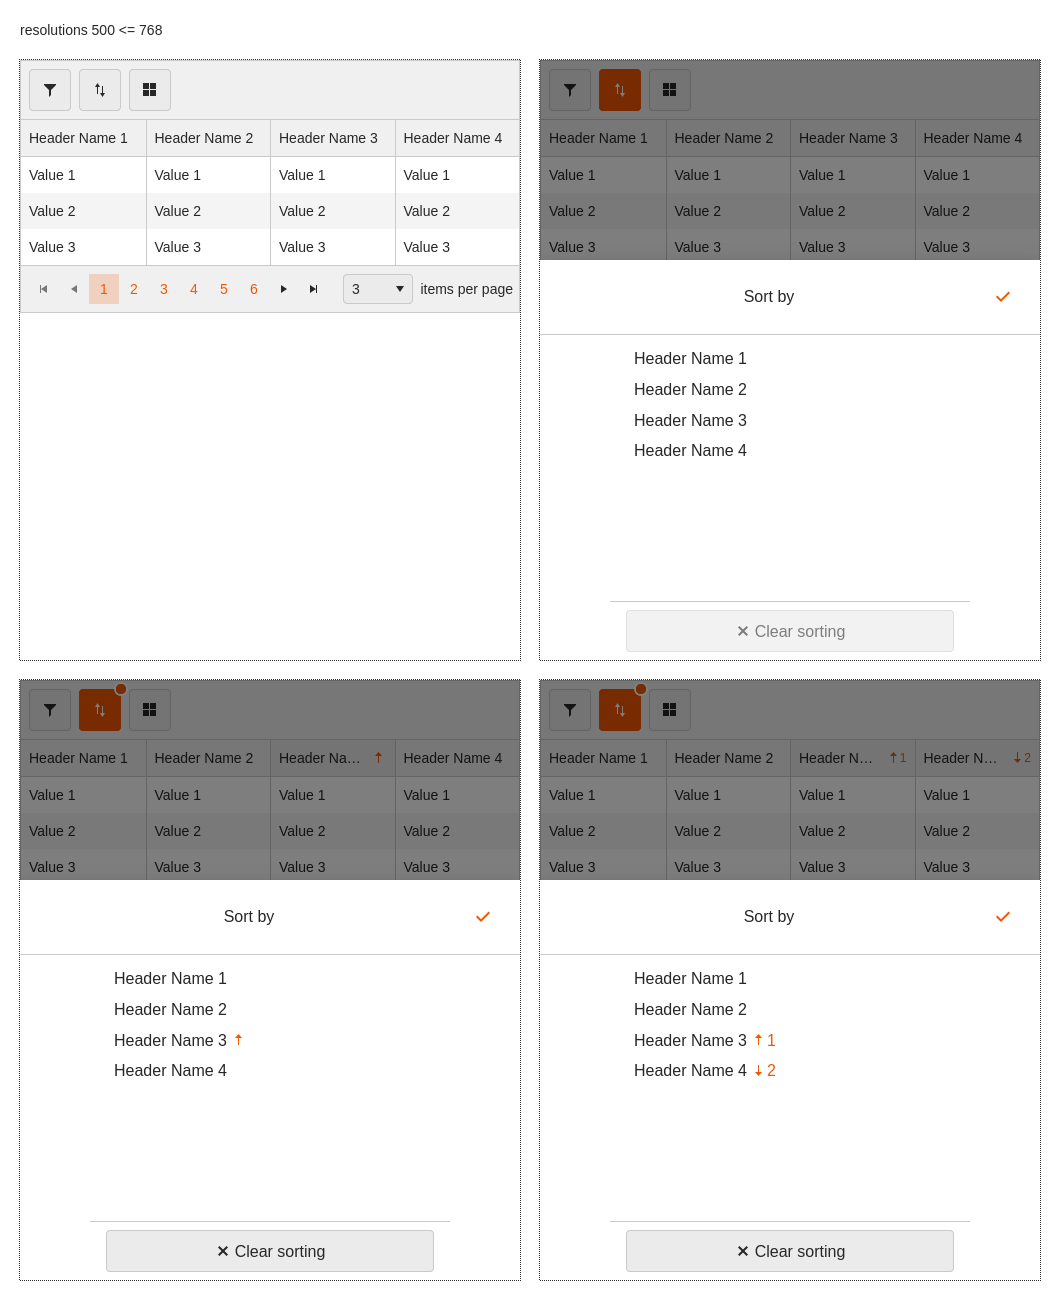 resolutions 500 <= 768
Header Name 1 Header Name 2 Header Name 3 Header Name 4
Value 1 Value 1 Value 1 Value 1
Value 2 Value 2 Value 2 Value 2
Value 3 Value 3 Value 3 Value 3
1 2 3 4 5 6 3 items per page
Header Name 1 Header Name 2 Header Name 3 Header Name 4
Value 1 Value 1 Value 1 Value 1
Value 2 Value 2 Value 2 Value 2
Value 3 Value 3 Value 3 Value 3
Sort by
Header Name 1
Header Name 2
Header Name 3
Header Name 4
Clear sorting
Header Name 1 Header Name 2 Header Na... Header Name 4
Value 1 Value 1 Value 1 Value 1
Value 2 Value 2 Value 2 Value 2
Value 3 Value 3 Value 3 Value 3
Sort by
Header Name 1
Header Name 2
Header Name 3
Header Name 4
Clear sorting
Header Name 1 Header Name 2 Header N... 1 Header N... 2
Value 1 Value 1 Value 1 Value 1
Value 2 Value 2 Value 2 Value 2
Value 3 Value 3 Value 3 Value 3
Sort by
Header Name 1
Header Name 2
Header Name 3 1
Header Name 4 2
Clear sorting